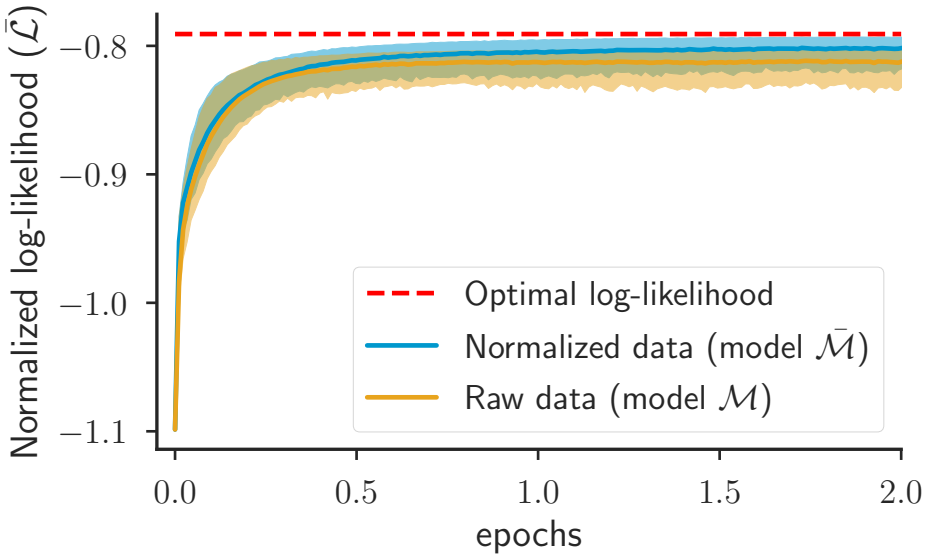 Normalized log-likelihood (ℒ̄)
−0.8
−0.9
−1.0
−1.1
Optimal log-likelihood
Normalized data (model ℳ̄)
Raw data (model ℳ)
0.0 0.5 1.0 1.5 2.0
epochs